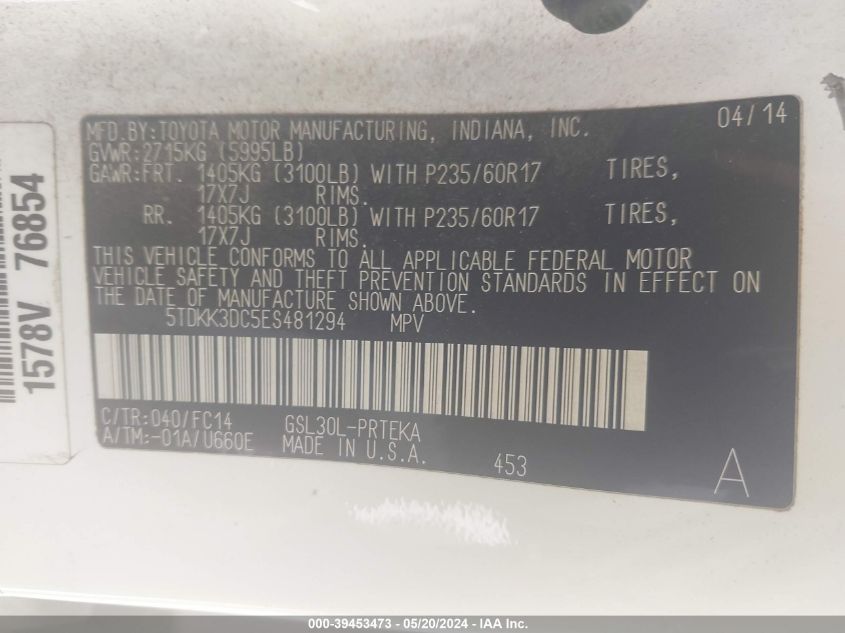 04/14
MFD.BY:TOYOTA MOTOR MANUFACTURING, INDIANA, INC.
GVWR:2715KG (5995LB)
GAWR:FRT. 1405KG (3100LB) WITH P235/60R17 TIRES,
17X7J RIMS.
RR. 1405KG (3100LB) WITH P235/60R17 TIRES,
17X7J RIMS.
THIS VEHICLE CONFORMS TO ALL APPLICABLE FEDERAL MOTOR
VEHICLE SAFETY AND THEFT PREVENTION STANDARDS IN EFFECT ON
THE DATE OF MANUFACTURE SHOWN ABOVE.
5TDKK3DC5ES481294 MPV
C/TR:040/FC14 GSL30L-PRTEKA
A/TM:-01A/U660E MADE IN U.S.A.
453
A
1578V 76854
000-39453473 - 05/20/2024 - IAA Inc.